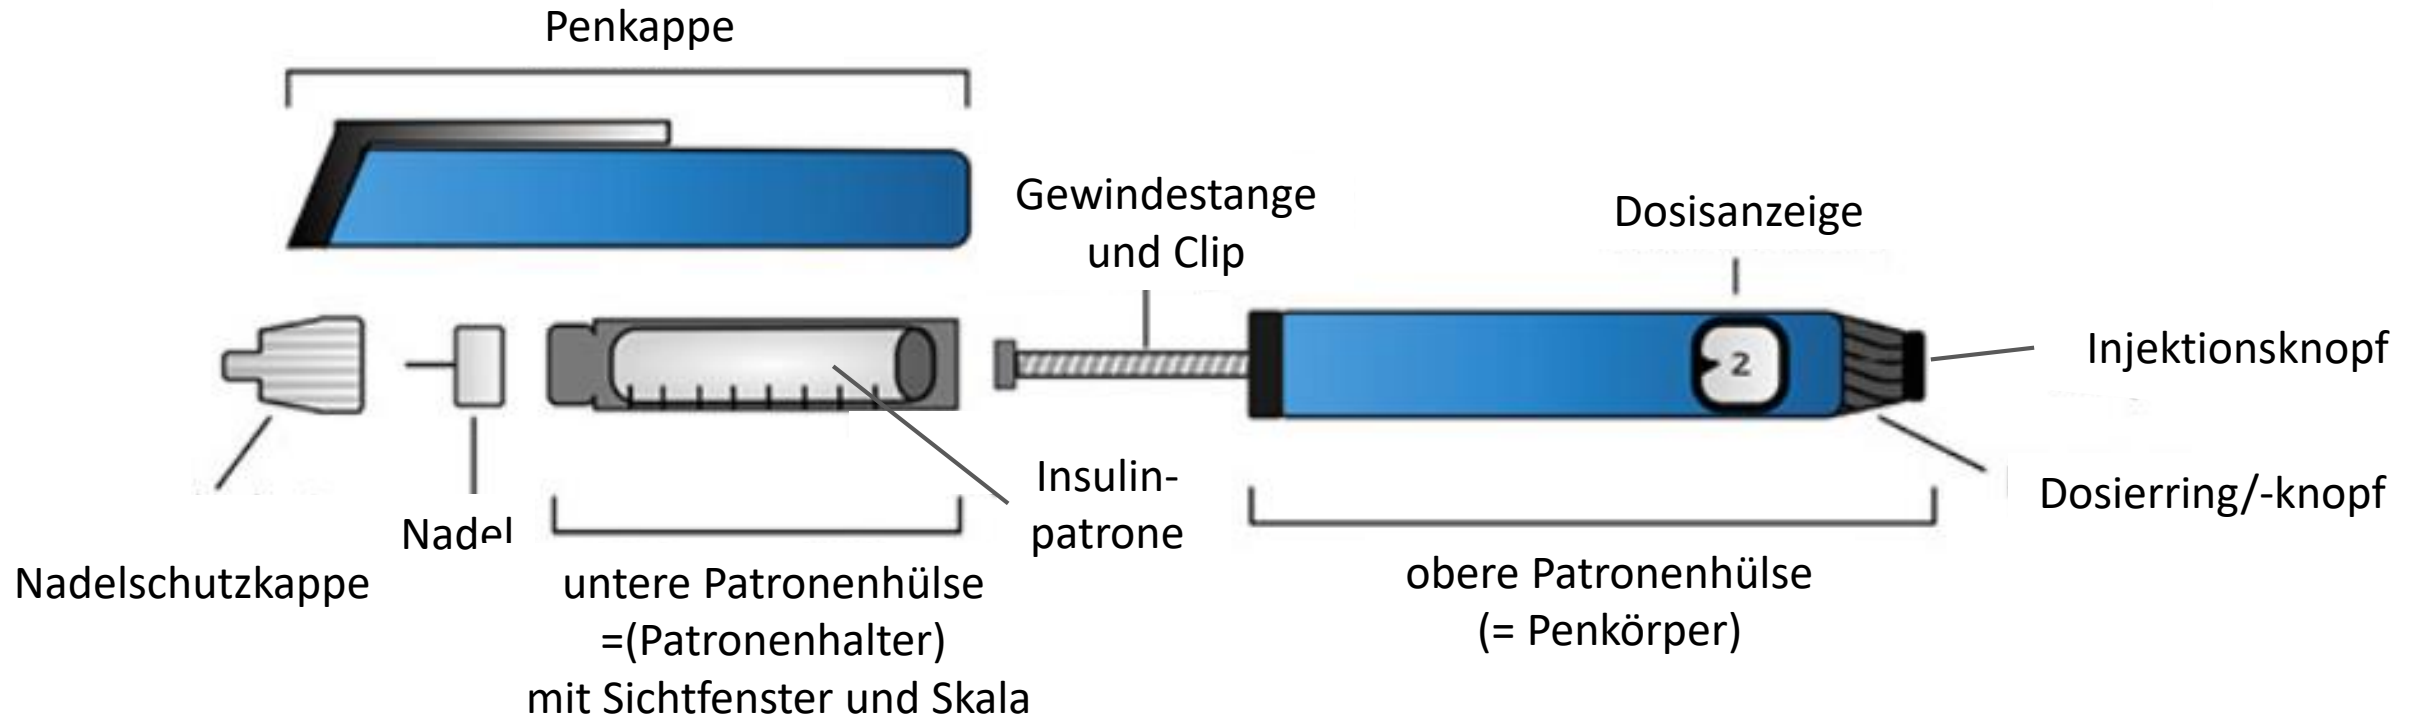 Penkappe
Gewindestange
und Clip
Dosisanzeige
2
Injektionsknopf
Dosierring/-knopf
Insulin-
patrone
Nadel
Nadelschutzkappe
untere Patronenhülse
=(Patronenhalter)
mit Sichtfenster und Skala
obere Patronenhülse
(= Penkörper)